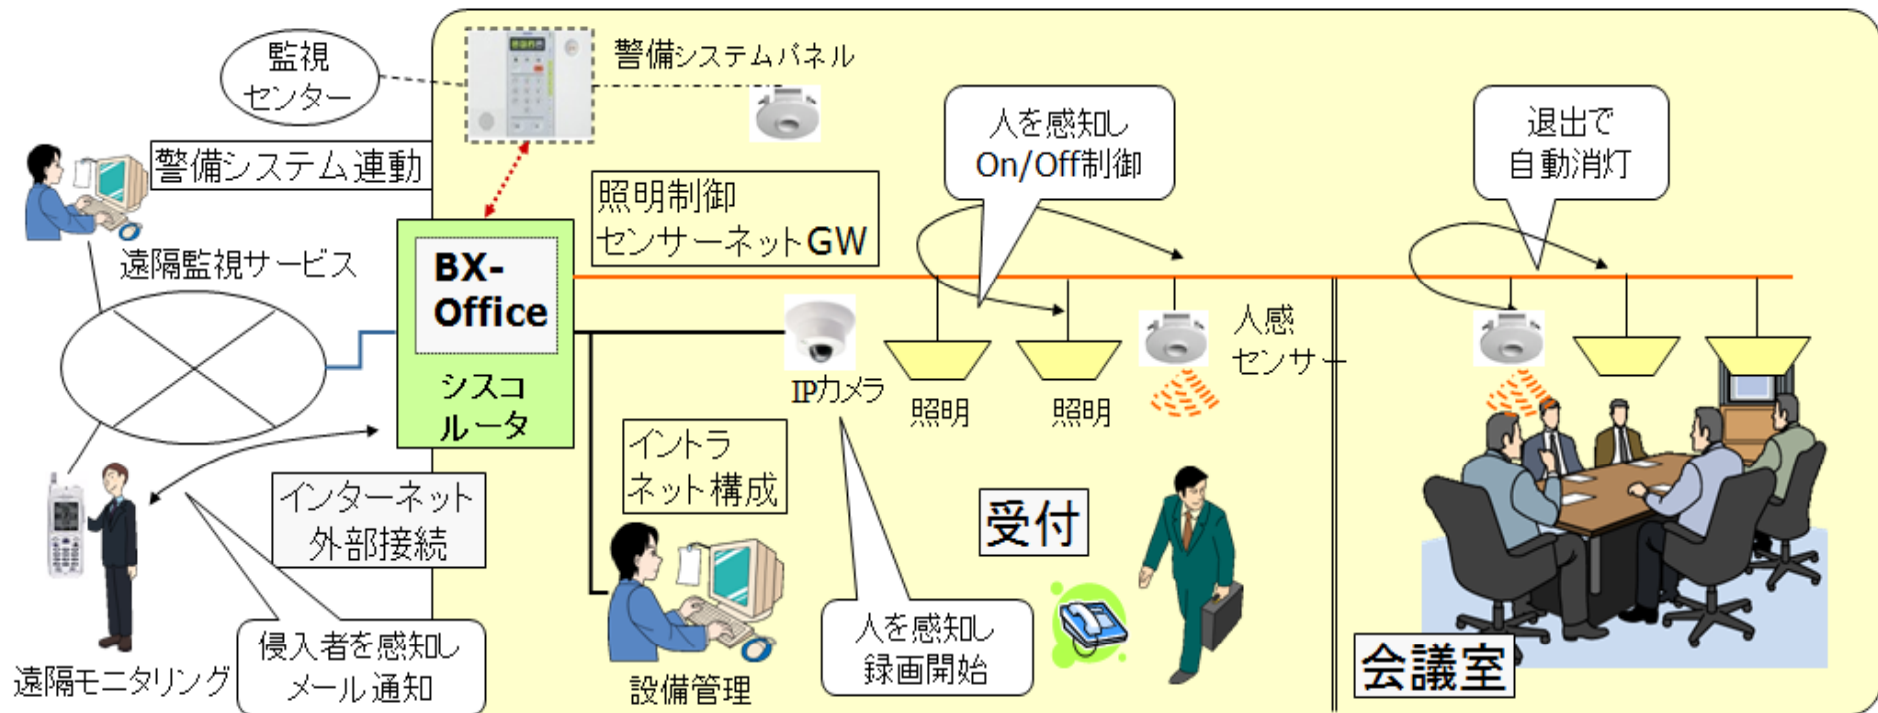 監視
センター
警備システムパネル
人を感知し
On/Off制御
退出で
自動消灯
警備システム連動
照明制御
センサーネットGW
遠隔監視サービス
BX-
Office
シスコ
ルータ
人感
センサー
IPカメラ
照明
照明
イントラ
ネット構成
インターネット
外部接続
受付
人を感知し
録画開始
侵入者を感知し
メール通知
遠隔モニタリング
設備管理
会議室